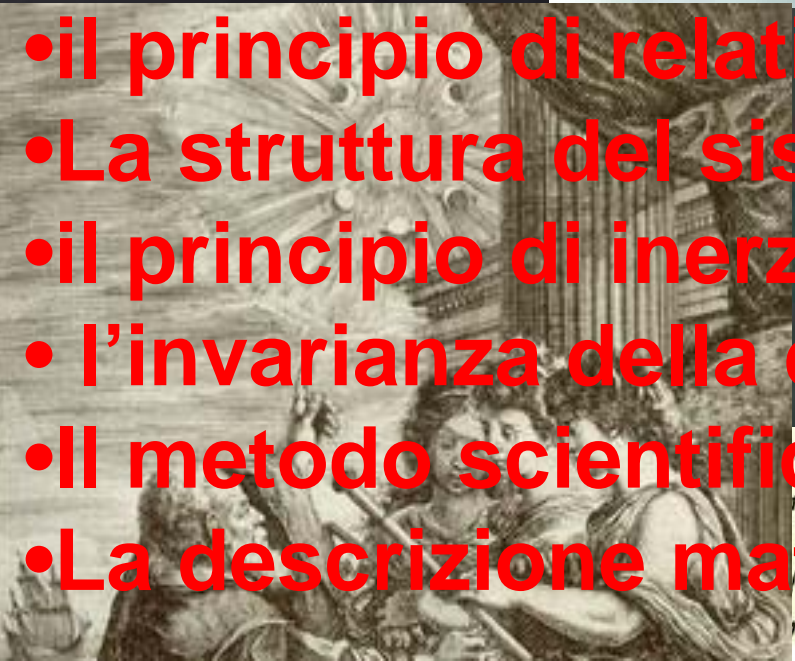 •il principio di relat
•La struttura del sis
•il principio di inerz
• l’invarianza della
•Il metodo scientifi
•La descrizione ma